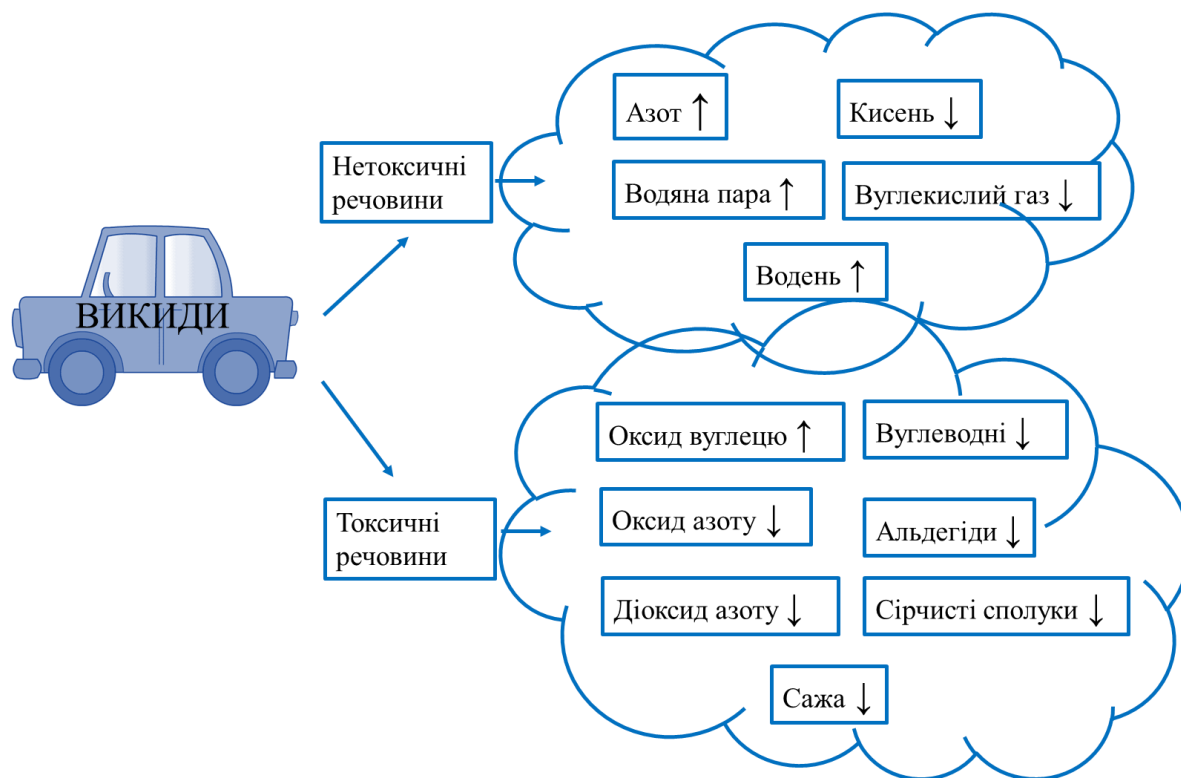 ВИКИДИ
Нетоксичні
речовини
Азот ↑
Кисень ↓
Водяна пара ↑
Вуглекислий газ ↓
Водень ↑
Токсичні
речовини
Оксид вуглецю ↑
Вуглеводні ↓
Оксид азоту ↓
Альдегіди ↓
Діоксид азоту ↓
Сірчисті сполуки ↓
Сажа ↓